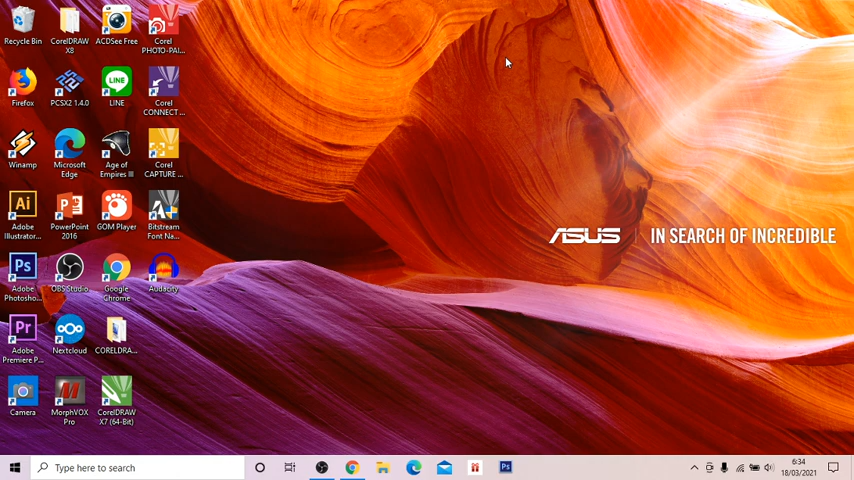 Recycle Bin
CorelDRAW X8
ACDSee Free
Corel PHOTO-PAI...
Firefox
PCSX2 1.4.0
LINE
Corel CONNECT ...
Winamp
Microsoft Edge
Age of Empires III
Corel CAPTURE ...
Adobe Illustrator...
PowerPoint 2016
GOM Player
Bitstream Font Na...
Adobe Photosho...
OBS Studio
Google Chrome
Audacity
Adobe Premiere P...
Nextcloud
CORELDRA...
Camera
MorphVOX Pro
CorelDRAW X7 (64-Bit)
ASUS
IN SEARCH OF INCREDIBLE
Type here to search
6:34
18/03/2021